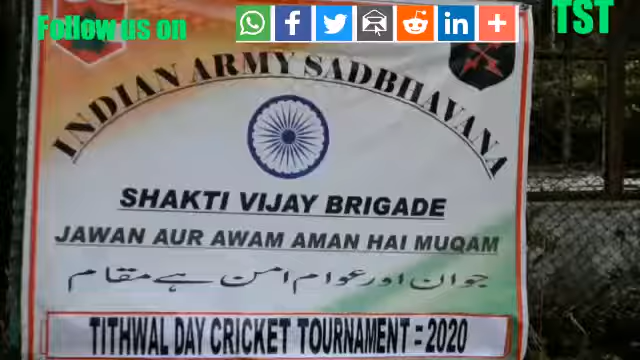 Follow us on
TST
INDIAN ARMY SADBHAVANA
SHAKTI VIJAY BRIGADE
JAWAN AUR AWAM AMAN HAI MUQAM
جوان اور عوام امن ہے مقام
TITHWAL DAY CRICKET TOURNAMENT = 2020